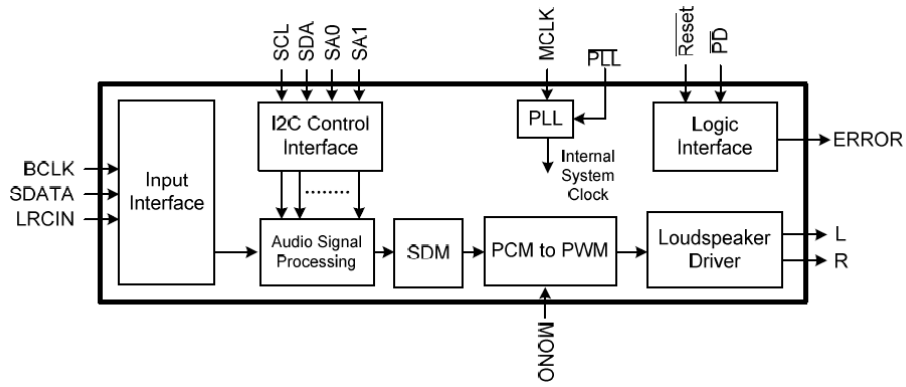 SCL
SDA
SA0
SA1
MCLK
PLL
Reset
PD
I2C Control
Interface
PLL
Logic
Interface
ERROR
BCLK
SDATA
LRCIN
Input
Interface
Internal
System
Clock
Audio Signal
Processing
SDM
PCM to PWM
Loudspeaker
Driver
L
R
MONO